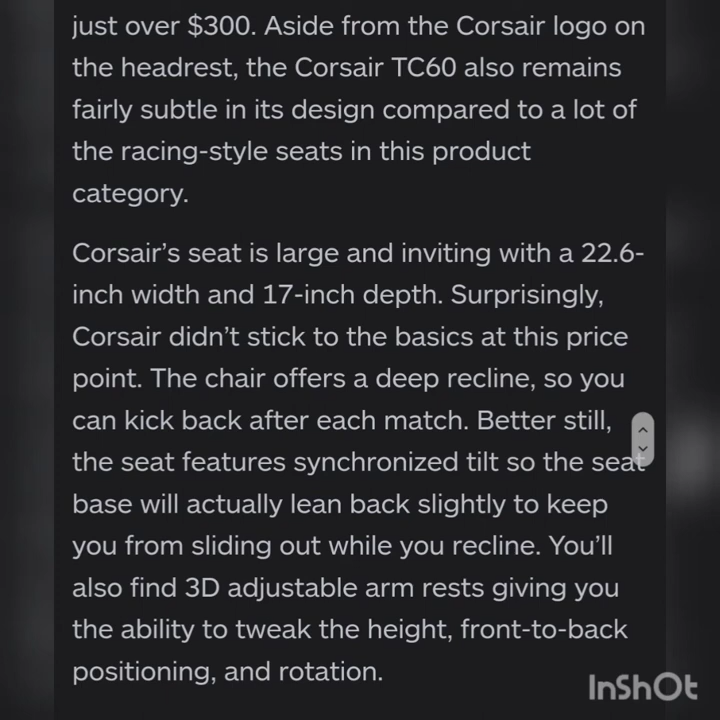 just over $300. Aside from the Corsair logo on
the headrest, the Corsair TC60 also remains
fairly subtle in its design compared to a lot of
the racing-style seats in this product
category.
Corsair’s seat is large and inviting with a 22.6-
inch width and 17-inch depth. Surprisingly,
Corsair didn’t stick to the basics at this price
point. The chair offers a deep recline, so you
can kick back after each match. Better still,
the seat features synchronized tilt so the seat
base will actually lean back slightly to keep
you from sliding out while you recline. You’ll
also find 3D adjustable arm rests giving you
the ability to tweak the height, front-to-back
positioning, and rotation.
InShOt